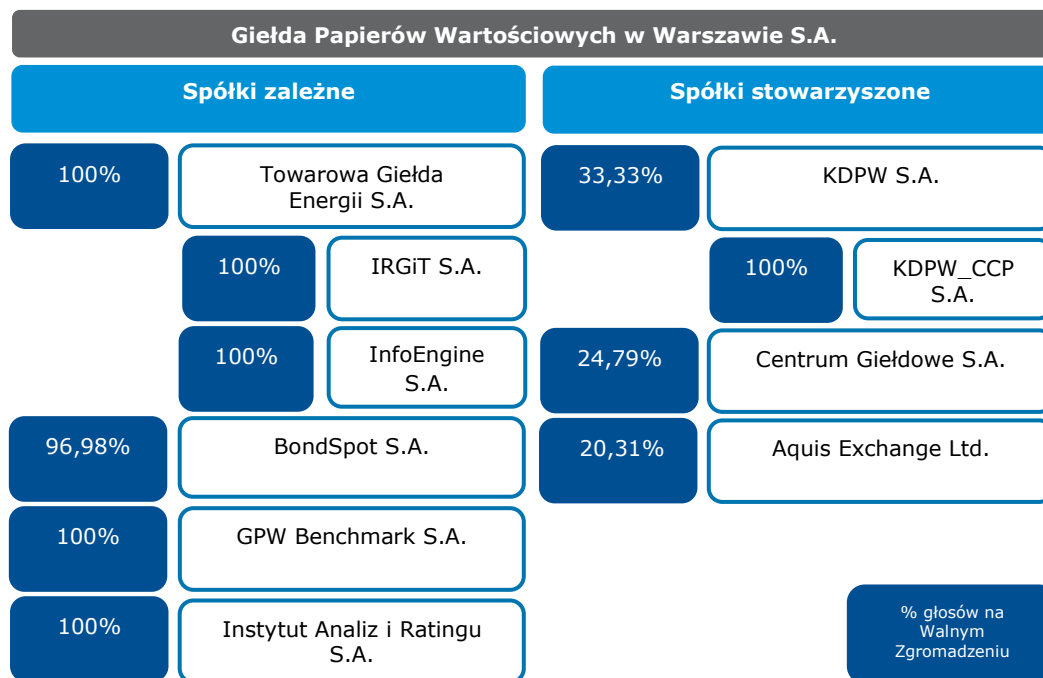 Giełda Papierów Wartościowych w Warszawie S.A.
Spółki zależne
100%
Towarowa Giełda
Energii S.A.
100%
IRGiT S.A.
100%
InfoEngine
S.A.
96,98%
BondSpot S.A.
100%
GPW Benchmark S.A.
100%
Instytut Analiz i Ratingu
S.A.
Spółki stowarzyszone
33,33%
KDPW S.A.
100%
KDPW_CCP
S.A.
24,79%
Centrum Giełdowe S.A.
20,31%
Aquis Exchange Ltd.
% głosów na
Walnym
Zgromadzeniu